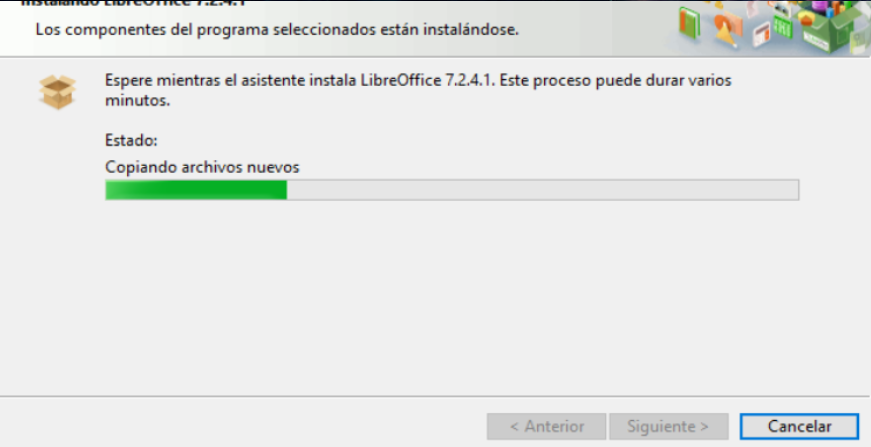 Instalando LibreOffice 7.2.4.1
Los componentes del programa seleccionados están instalándose.
Espere mientras el asistente instala LibreOffice 7.2.4.1. Este proceso puede durar varios
minutos.
Estado:
Copiando archivos nuevos
< Anterior
Siguiente >
Cancelar